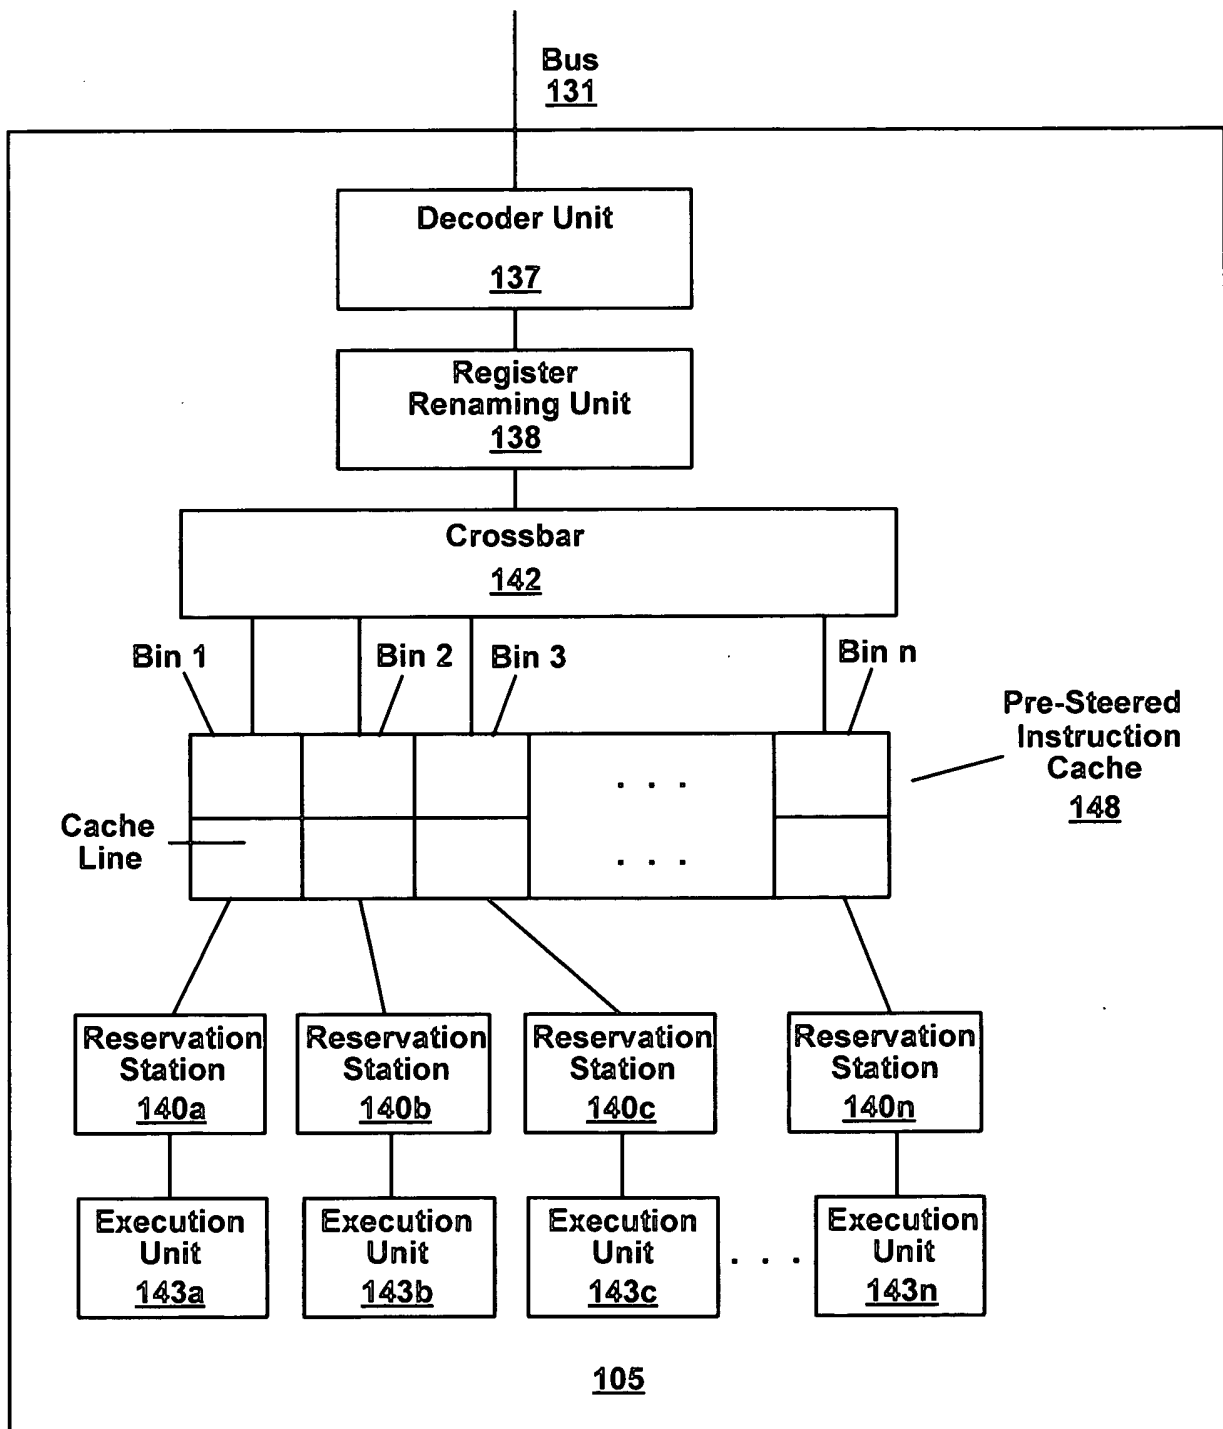 Bus
131
Decoder Unit
137
Register
Renaming Unit
138
Crossbar
142
Bin 1
Bin 2
Bin 3
Bin n
Pre-Steered
Instruction
Cache
148
. . .
Cache
Line
. . .
Reservation
Station
140a
Reservation
Station
140b
Reservation
Station
140c
Reservation
Station
140n
Execution
Unit
143a
Execution
Unit
143b
Execution
Unit
143c
. . .
Execution
Unit
143n
105